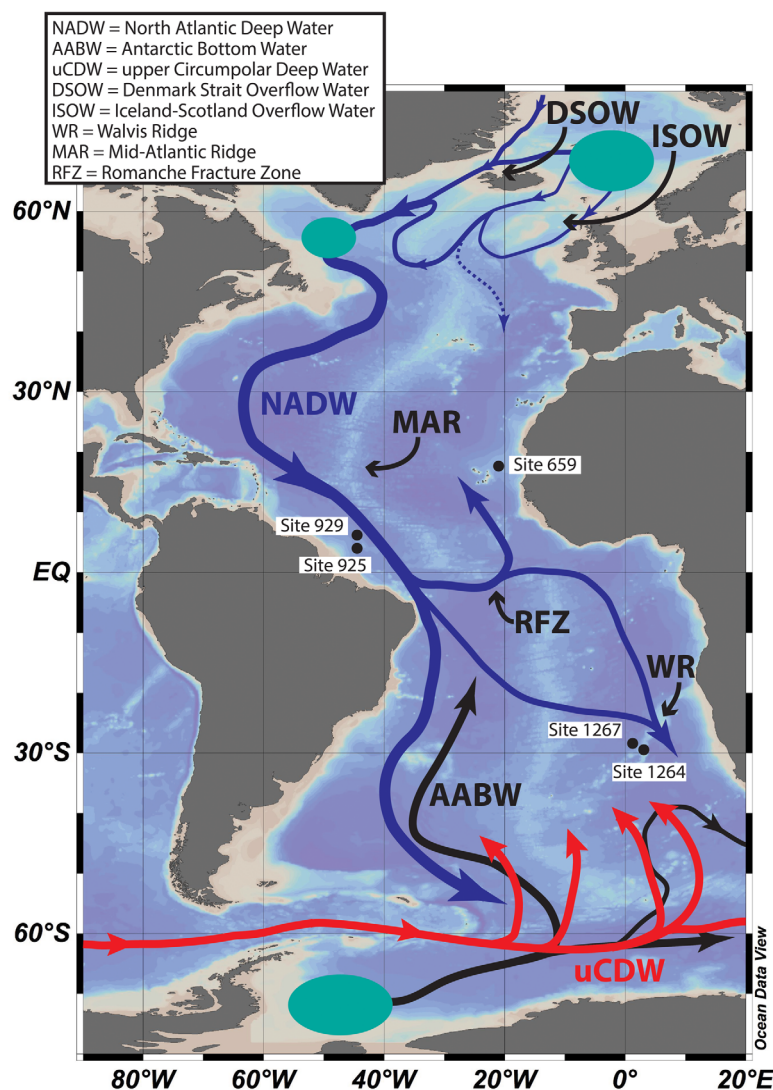 NADW = North Atlantic Deep Water
AABW = Antarctic Bottom Water
uCDW = upper Circumpolar Deep Water
DSOW = Denmark Strait Overflow Water
ISOW = Iceland-Scotland Overflow Water
WR = Walvis Ridge
MAR = Mid-Atlantic Ridge
RFZ = Romanche Fracture Zone
DSOW
ISOW
60°N
30°N
NADW
MAR
Site 659
Site 929
Site 925
EQ
RFZ
WR
Site 1267
30°S
Site 1264
AABW
60°S
uCDW
Ocean Data View
80°W
60°W
40°W
20°W
0°
20°E